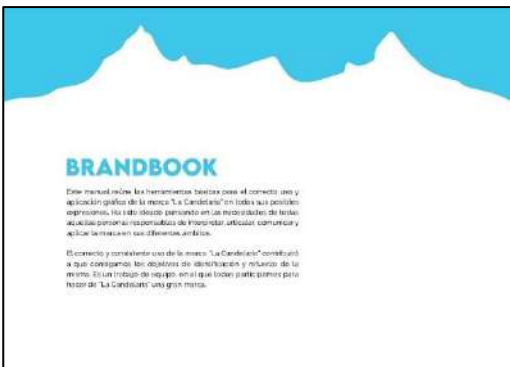 BRANDBOOK
Este manual reúne las herramientas básicas para el correcto uso y
aplicación gráfica de la marca "La Candelaria" en todas sus posibles
expresiones. Ha sido ideado pensando en las necesidades de todas
aquellas personas responsables de interpretar, articular, comunicar y
aplicar la marca en sus diferentes ámbitos.
El correcto y consistente uso de la marca "La Candelaria" contribuirá
a que consigamos los objetivos de identificación y refuerzo de la
misma. Es un trabajo de equipo, en el que todos participamos para
hacer de "La Candelaria" una gran marca.